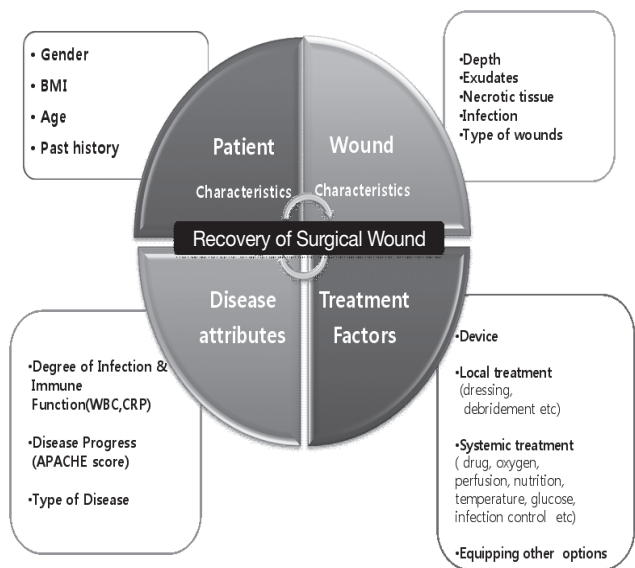 • Gender
• BMI
• Age
• Past history
•Depth
•Exudates
•Necrotic tissue
•Infection
•Type of wounds
Patient
Characteristics
Wound
Characteristics
Recovery of Surgical Wound
Disease
attributes
Treatment
Factors
•Degree of Infection &
Immune
Function(WBC,CRP)
•Disease Progress
(APACHE score)
•Type of Disease
•Device
•Local treatment
(dressing,
debridement etc)
•Systemic treatment
( drug, oxygen,
perfusion, nutrition,
temperature, glucose,
infection control etc)
•Equipping other options